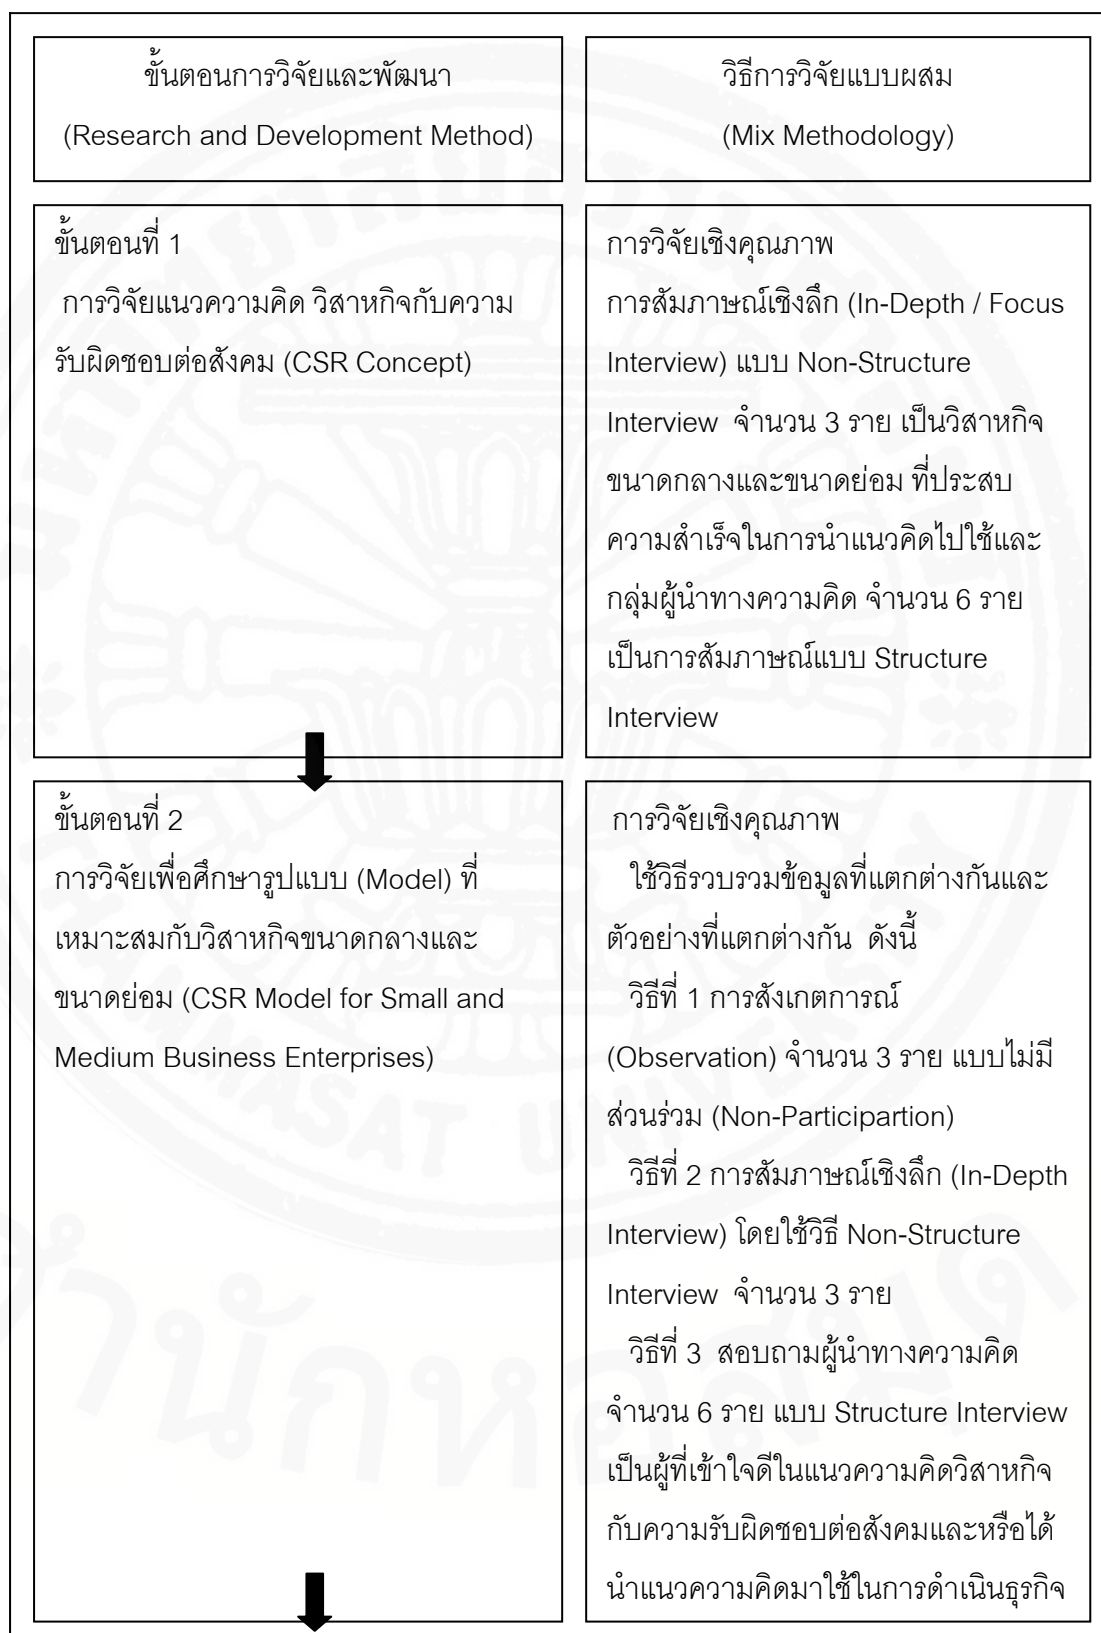 ขั้นตอนการวิจัยและพัฒนา
(Research and Development Method)
วิธีการวิจัยแบบผสม
(Mix Methodology)
ขั้นตอนที่ 1
การวิจัยแนวความคิด วิสาหกิจกับความ
รับผิดชอบต่อสังคม (CSR Concept)
การวิจัยเชิงคุณภาพ
การสัมภาษณ์เชิงลึก (In-Depth / Focus
Interview) แบบ Non-Structure
Interview จำนวน 3 ราย เป็นวิสาหกิจ
ขนาดกลางและขนาดย่อม ที่ประสบ
ความสำเร็จในการนำแนวคิดไปใช้และ
กลุ่มผู้นำทางความคิด จำนวน 6 ราย
เป็นการสัมภาษณ์แบบ Structure
Interview
ขั้นตอนที่ 2
การวิจัยเพื่อศึกษารูปแบบ (Model) ที่
เหมาะสมกับวิสาหกิจขนาดกลางและ
ขนาดย่อม (CSR Model for Small and
Medium Business Enterprises)
การวิจัยเชิงคุณภาพ
ใช้วิธีรวบรวมข้อมูลที่แตกต่างกันและ
ตัวอย่างที่แตกต่างกัน ดังนี้
วิธีที่ 1 การสังเกตการณ์
(Observation) จำนวน 3 ราย แบบไม่มี
ส่วนร่วม (Non-Participartion)
วิธีที่ 2 การสัมภาษณ์เชิงลึก (In-Depth
Interview) โดยใช้วิธี Non-Structure
Interview จำนวน 3 ราย
วิธีที่ 3 สอบถามผู้นำทางความคิด
จำนวน 6 ราย แบบ Structure Interview
เป็นผู้ที่เข้าใจดีในแนวความคิดวิสาหกิจ
กับความรับผิดชอบต่อสังคมและหรือได้
นำแนวความคิดมาใช้ในการดำเนินธุรกิจ